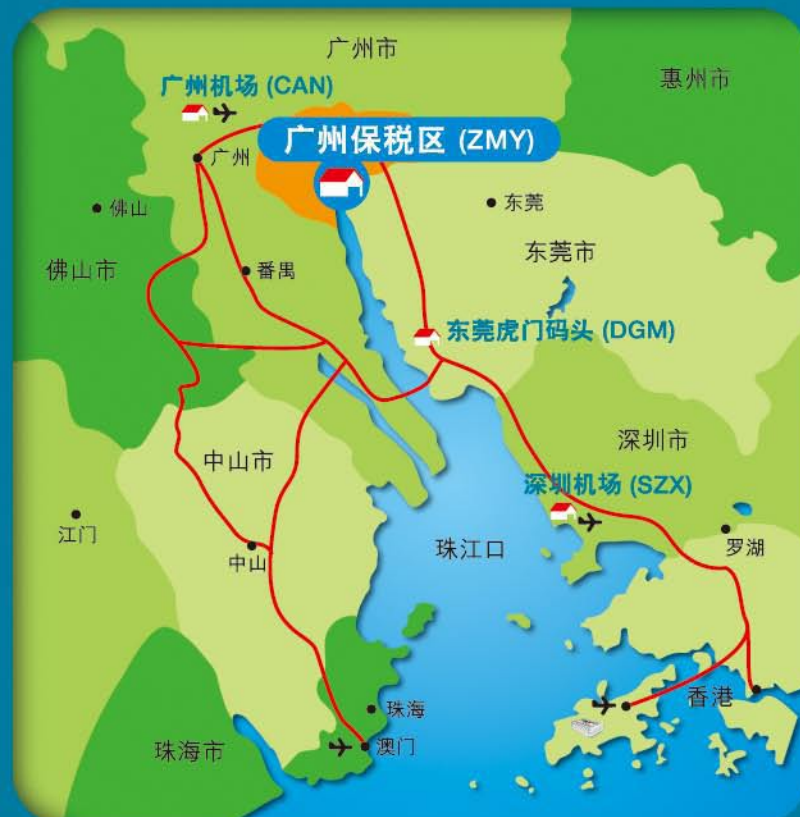 广州市
惠州市
广州机场 (CAN)
广州保税区 (ZMY)
广州
佛山
东莞
佛山市
番禺
东莞市
东莞虎门码头 (DGM)
深圳市
中山市
深圳机场 (SZX)
江门
中山
珠江口
罗湖
香港
珠海
珠海市
澳门